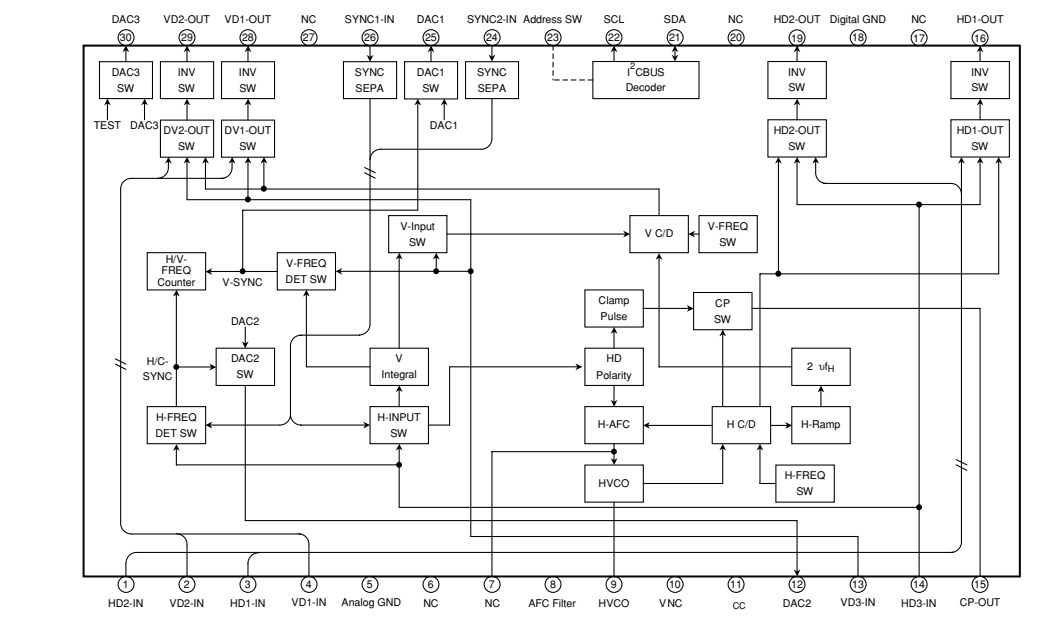 DAC3 VD2-OUT VD1-OUT NC SYNC1-IN DAC1 SYNC2-IN Address SW SCL SDA NC HD2-OUT Digital GND NC HD1-OUT
30 29 28 27 26 25 24 23 22 21 20 19 18 17 16
DAC3
SW
INV
SW
INV
SW
SYNC
SEPA
DAC1
SW
SYNC
SEPA
I2CBUS
Decoder
INV
SW
INV
SW
TEST DAC3
DAC1
DV2-OUT
SW
DV1-OUT
SW
HD2-OUT
SW
HD1-OUT
SW
V-Input
SW
V C/D
V-FREQ
SW
H/V-
FREQ
Counter
V-SYNC
V-FREQ
DET SW
Clamp
Pulse
CP
SW
DAC2
H/C-
SYNC
DAC2
SW
V
Integral
HD
Polarity
2 υfH
H-FREQ
DET SW
H-INPUT
SW
H-AFC
H C/D
H-Ramp
HVCO
H-FREQ
SW
1 2 3 4 5 6 7 8 9 10 11 12 13 14 15
HD2-IN VD2-IN HD1-IN VD1-IN Analog GND NC NC AFC Filter HVCO VNC CC DAC2 VD3-IN HD3-IN CP-OUT